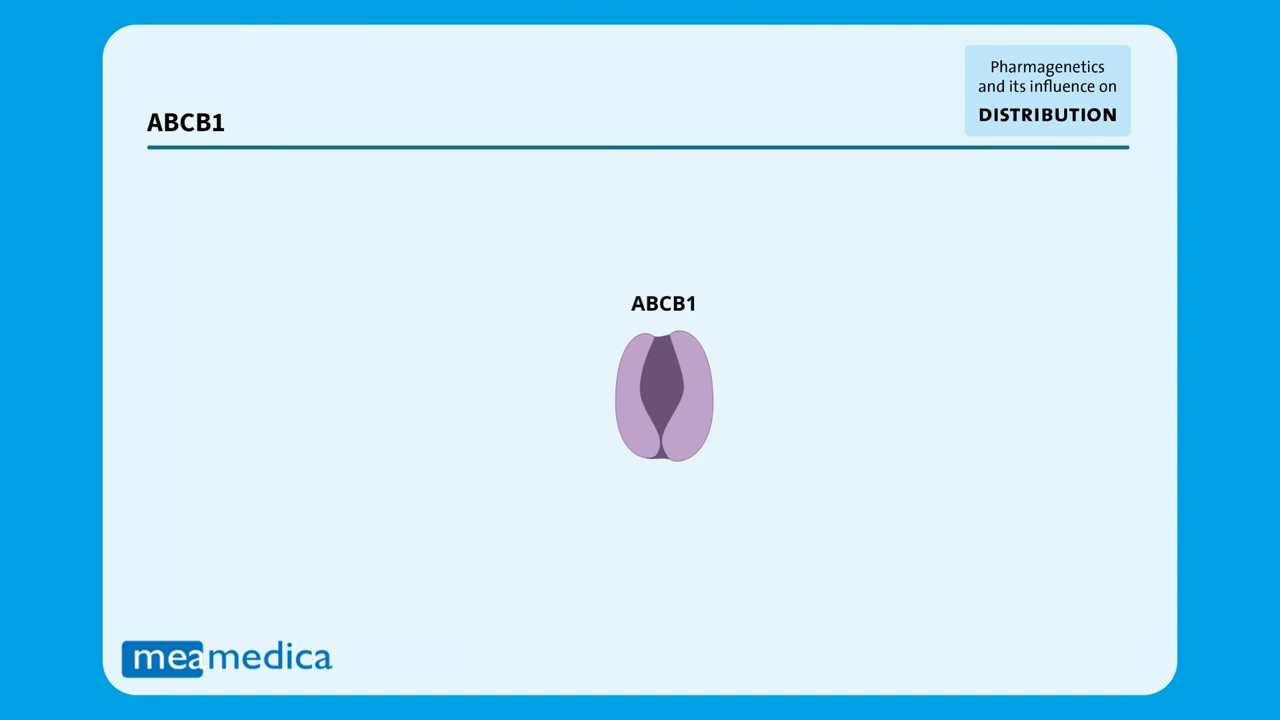 Pharmagenetics
and its influence on
DISTRIBUTION
ABCB1
ABCB1
meamedica